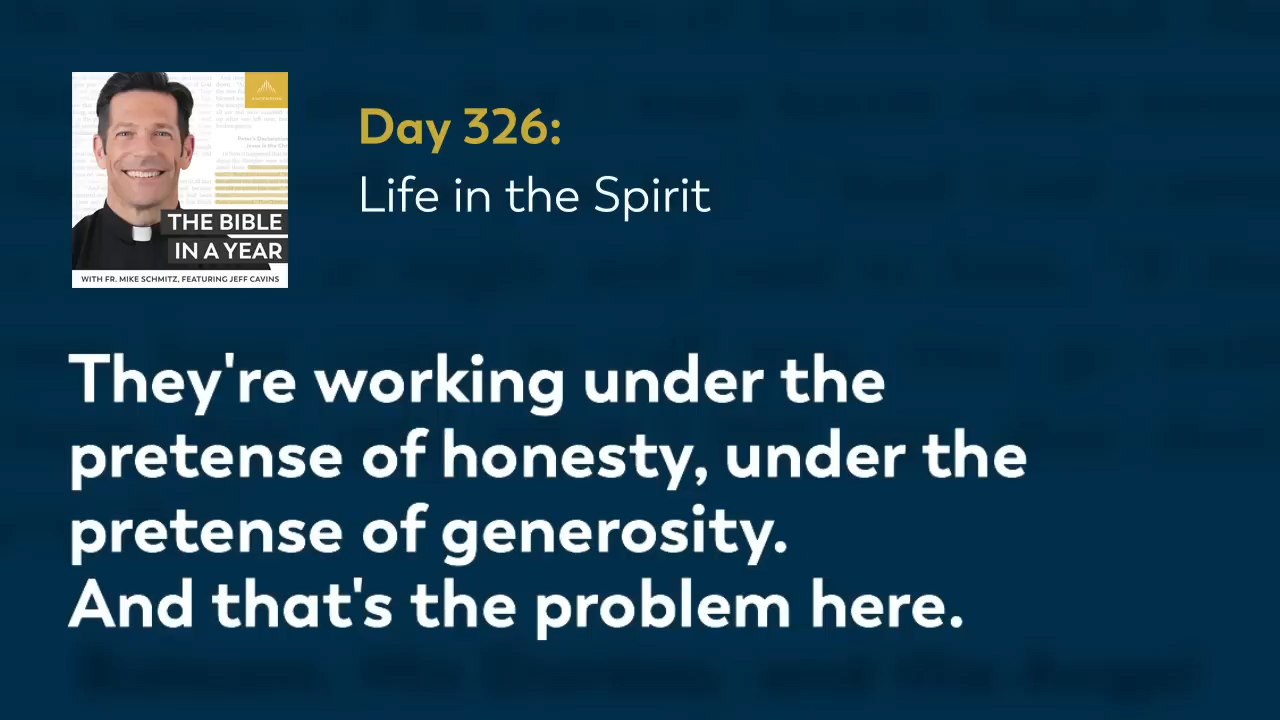 Day 326:
Life in the Spirit
THE BIBLE
IN A YEAR
WITH FR. MIKE SCHMITZ, FEATURING JEFF CAVINS
They're working under the
pretense of honesty, under the
pretense of generosity.
And that's the problem here.